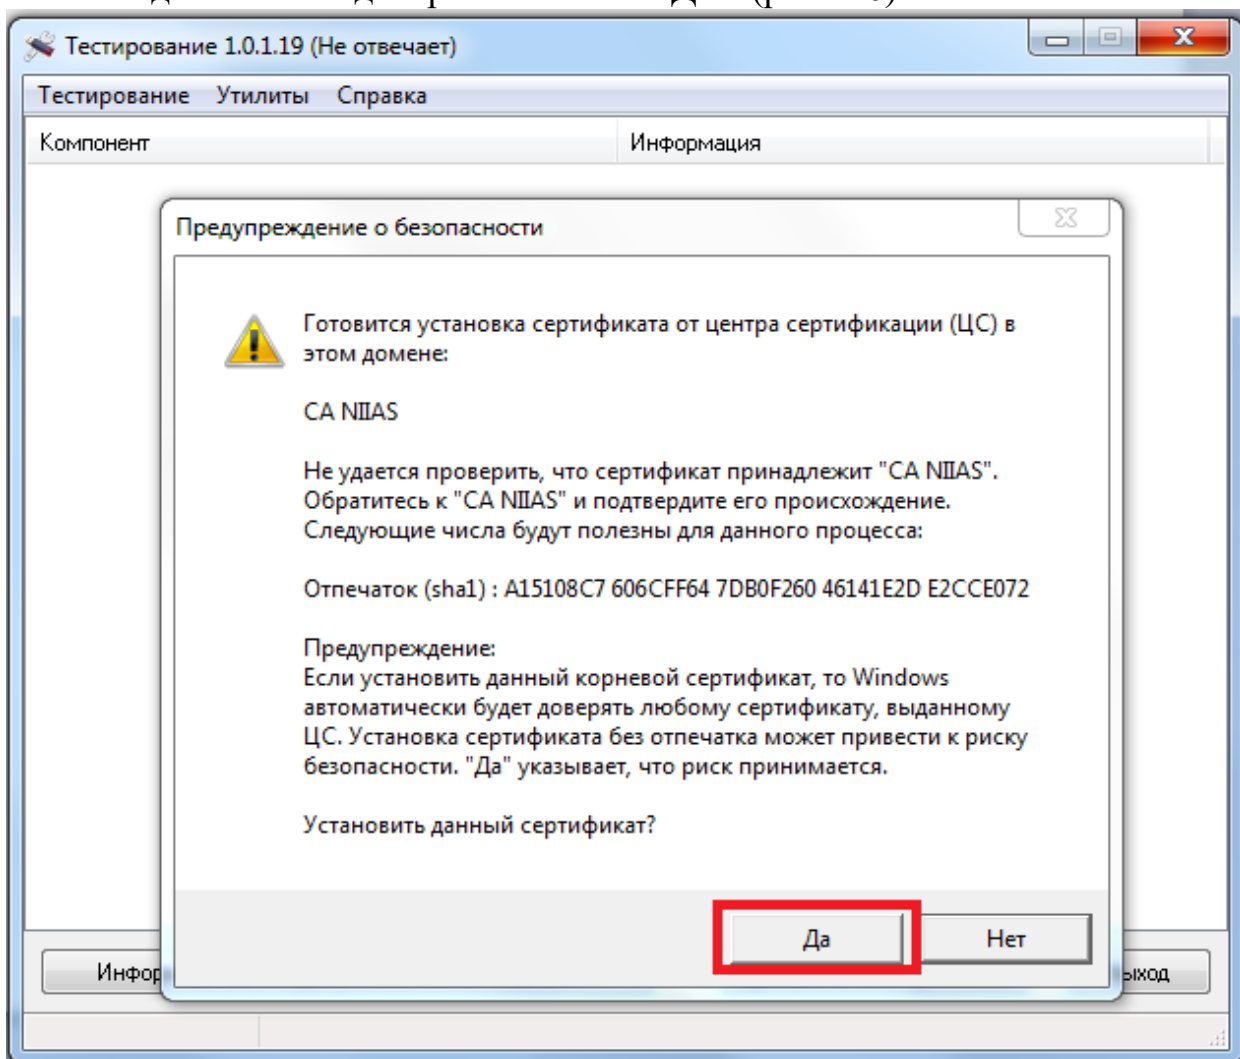 Тестирование 1.0.1.19 (Не отвечает)
Тестирование Утилиты Справка
Компонент Информация
Предупреждение о безопасности
Готовится установка сертификата от центра сертификации (ЦС) в
этом домене:
CA NIIAS
Не удается проверить, что сертификат принадлежит "CA NIIAS".
Обратитесь к "CA NIIAS" и подтвердите его происхождение.
Следующие числа будут полезны для данного процесса:
Отпечаток (sha1) : A15108C7 606CFF64 7DB0F260 46141E2D E2CCE072
Предупреждение:
Если установить данный корневой сертификат, то Windows
автоматически будет доверять любому сертификату, выданному
ЦС. Установка сертификата без отпечатка может привести к риску
безопасности. "Да" указывает, что риск принимается.
Установить данный сертификат?
Да Нет
Инфор ыход